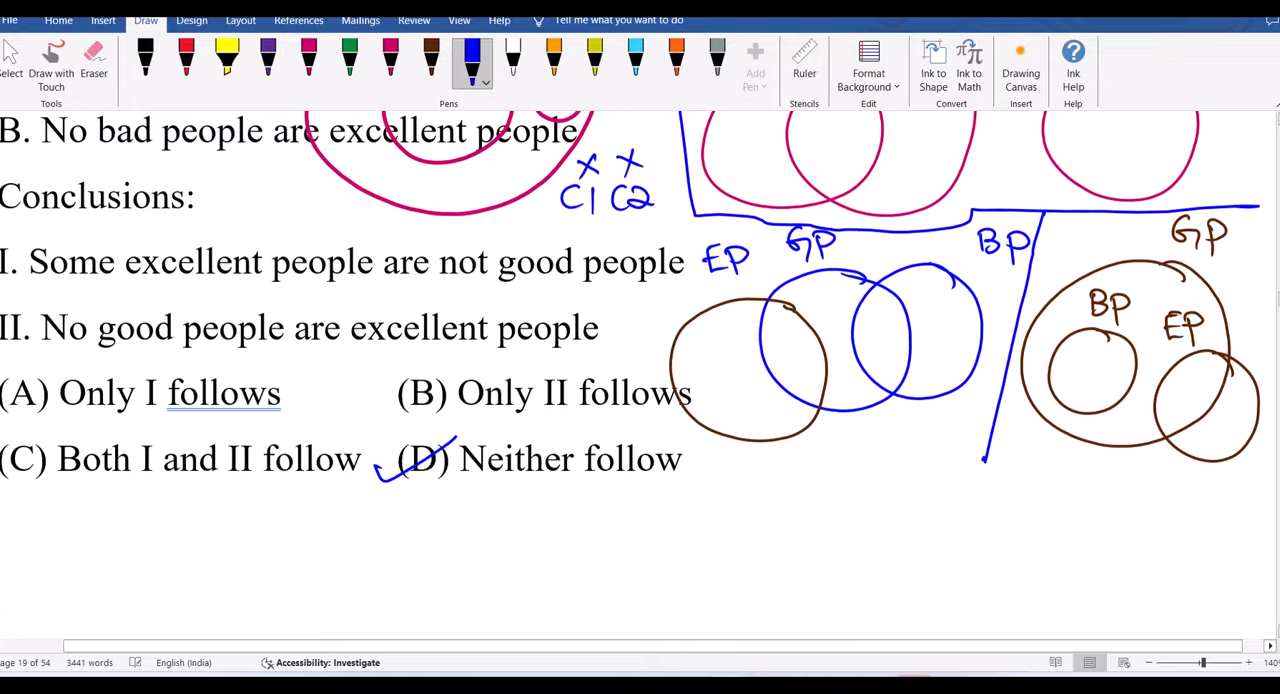 File Home Insert Draw Design Layout References Mailings Review View Help Tell me what you want to do
Select Draw with Touch Eraser Add Pen Ruler Format Background Ink to Shape Ink to Math Drawing Canvas Ink Help
Tools Pens Stencils Edit Convert Insert Help
B. No bad people are excellent people
C1 C2
Conclusions:
EP GP BP GP
I. Some excellent people are not good people
BP EP
II. No good people are excellent people
(A) Only I follows (B) Only II follows
(C) Both I and II follow (D) Neither follow
age 19 of 54 3441 words English (India) Accessibility: Investigate 140